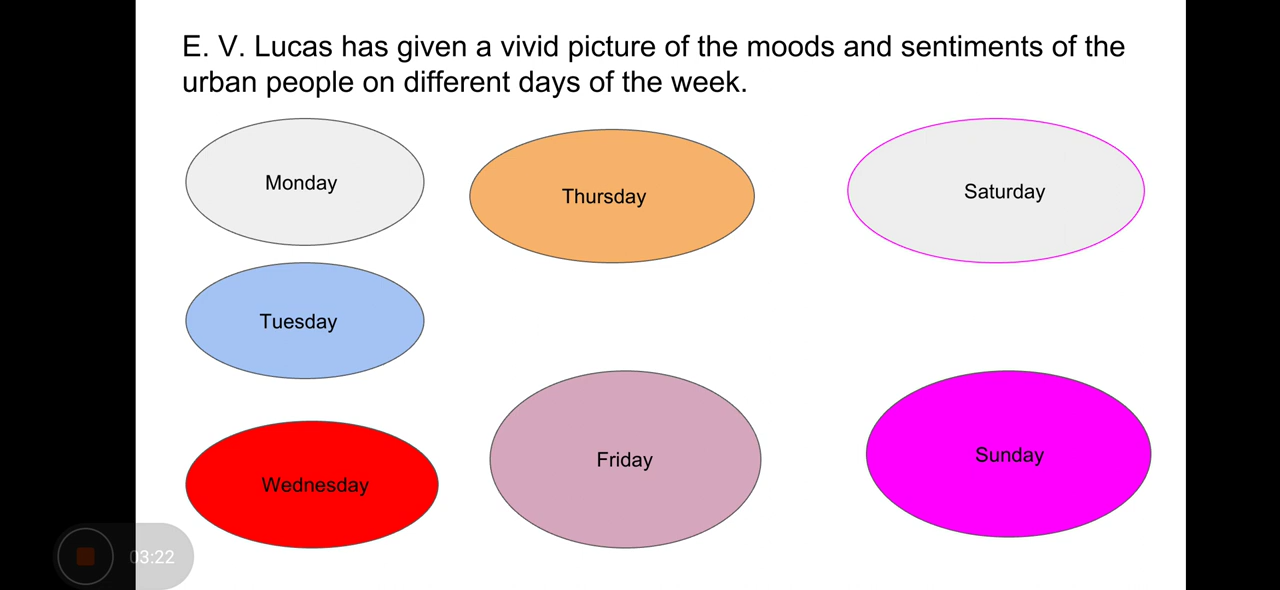 E. V. Lucas has given a vivid picture of the moods and sentiments of the
urban people on different days of the week.
Monday
Thursday
Saturday
Tuesday
Wednesday
Friday
Sunday
03:22